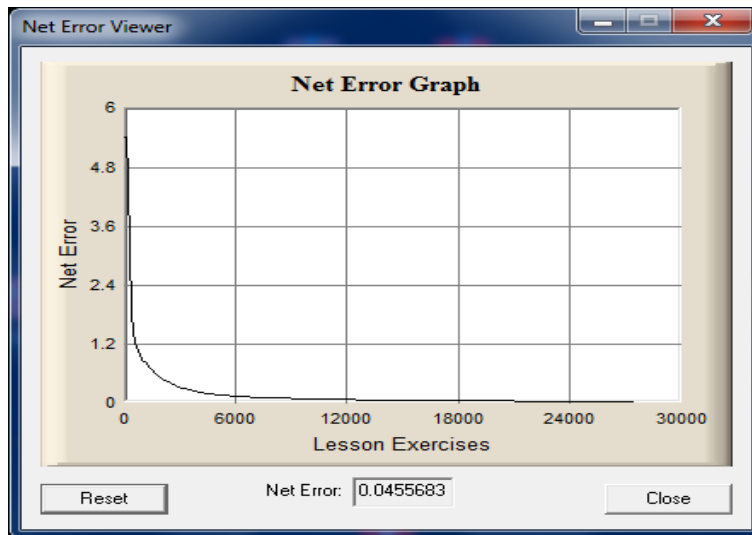 Net Error Viewer
Net Error Graph
6
4.8
3.6
2.4
1.2
0
Net Error
0 6000 12000 18000 24000 30000
Lesson Exercises
Reset Net Error: 0.0455683 Close